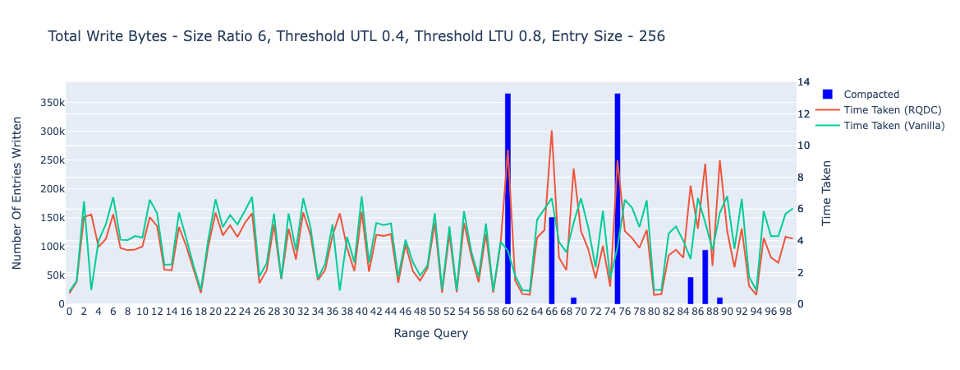 Total Write Bytes - Size Ratio 6, Threshold UTL 0.4, Threshold LTU 0.8, Entry Size - 256
Number Of Entries Written
350k
300k
250k
200k
150k
100k
50k
0
14
12
10
8
6
4
2
0
Time Taken
Compacted
Time Taken (RQDC)
Time Taken (Vanilla)
0 2 4 6 8 10 12 14 16 18 20 22 24 26 28 30 32 34 36 38 40 42 44 46 48 50 52 54 56 58 60 62 64 66 68 70 72 74 76 78 80 82 84 86 88 90 92 94 96 98
Range Query